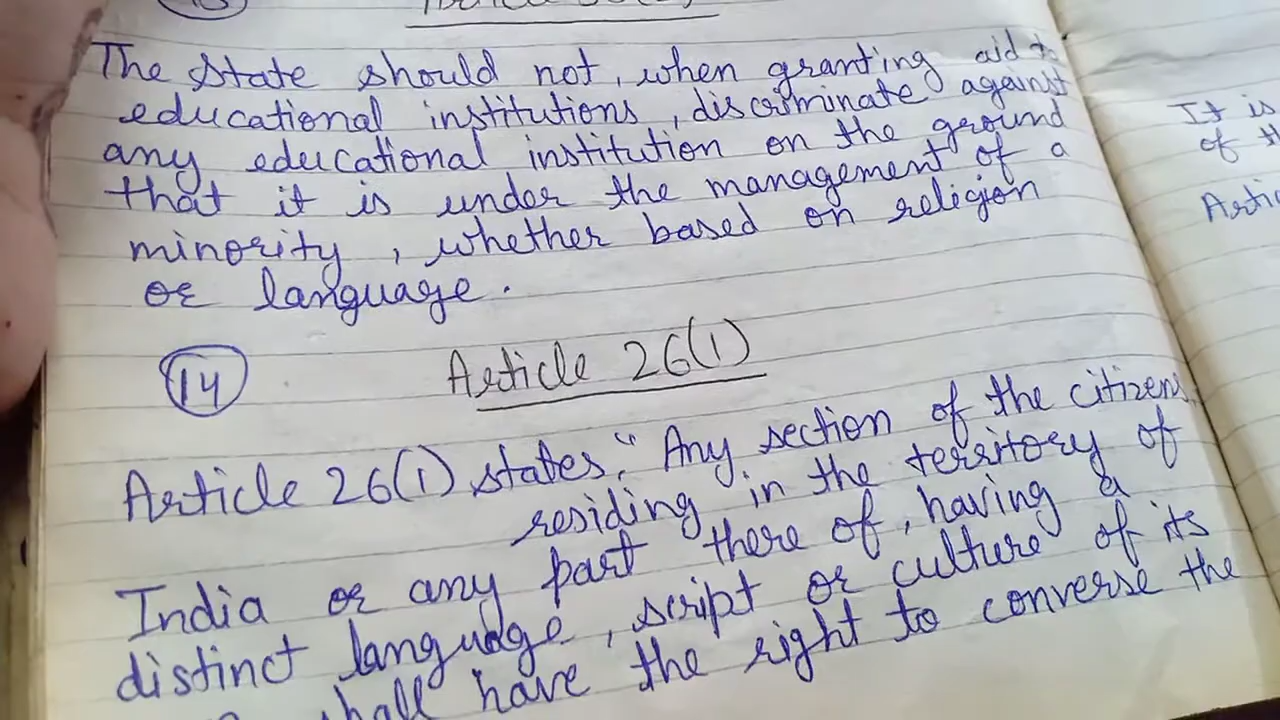 The state should not, when granting aid to
educational institutions, discriminate against
any educational institution on the ground
that it is under the management of a
minority, whether based on religion
or language.
14 Article 26(1)
Article 26(1) states, "Any section of the citizens
residing in the territory of
India or any part there of, having a
distinct language, script or culture of its
shall have the right to converse the
It is
of th
Artic